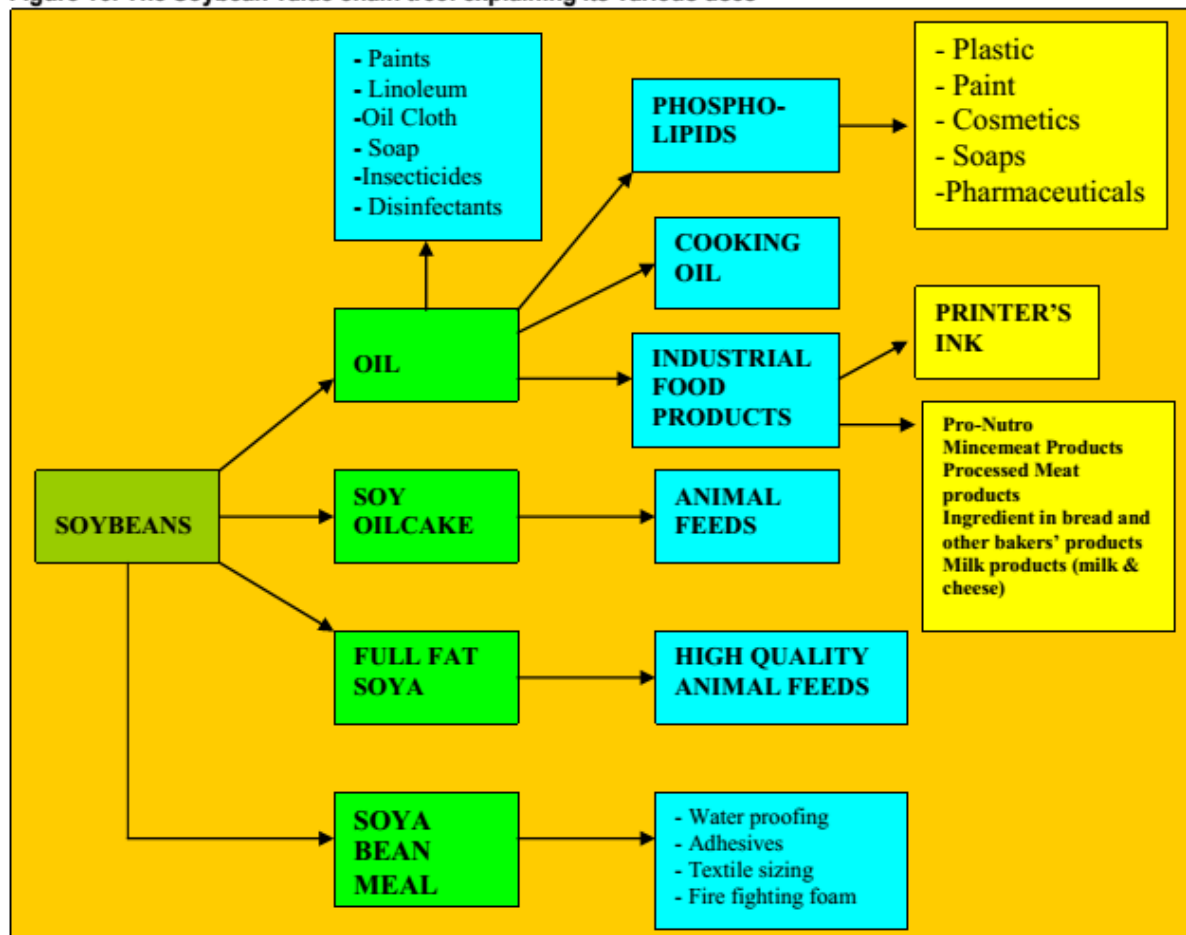 - Paints
- Linoleum
-Oil Cloth
- Soap
-Insecticides
- Disinfectants
PHOSPHO-
LIPIDS
- Plastic
- Paint
- Cosmetics
- Soaps
-Pharmaceuticals
COOKING
OIL
OIL
INDUSTRIAL
FOOD
PRODUCTS
PRINTER'S
INK
Pro-Nutro
Mincemeat Products
Processed Meat
products
Ingredient in bread and
other bakers' products
Milk products (milk &
cheese)
SOYBEANS
SOY
OILCAKE
ANIMAL
FEEDS
FULL FAT
SOYA
HIGH QUALITY
ANIMAL FEEDS
SOYA
BEAN
MEAL
- Water proofing
- Adhesives
- Textile sizing
- Fire fighting foam